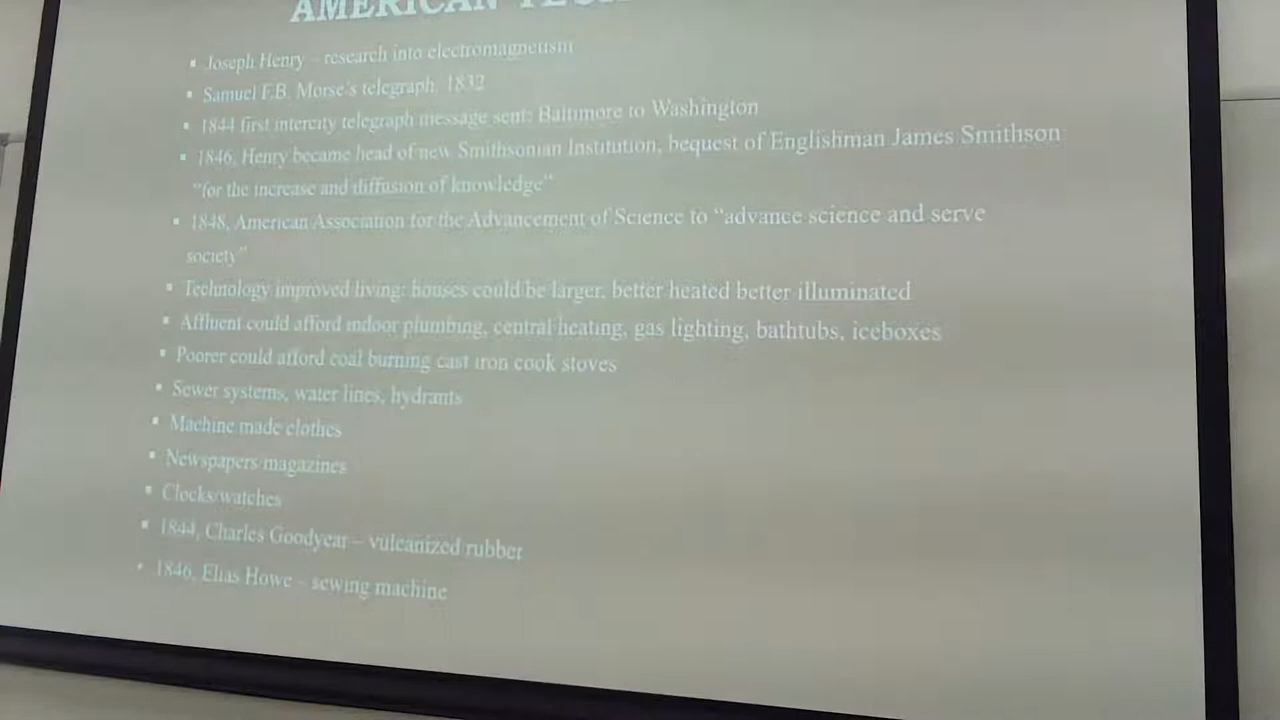 AMERICAN
▪ Joseph Henry – research into electromagnetism
▪ Samuel F.B. Morse's telegraph, 1832
▪ 1844 first intercity telegraph message sent: Baltimore to Washington
▪ 1846, Henry became head of new Smithsonian Institution, bequest of Englishman James Smithson
"for the increase and diffusion of knowledge"
▪ 1848, American Association for the Advancement of Science to "advance science and serve
society"
▪ Technology improved living: houses could be larger, better heated better illuminated
▪ Affluent could afford indoor plumbing, central heating, gas lighting, bathtubs, iceboxes
▪ Poorer could afford coal burning cast iron cook stoves
▪ Sewer systems, water lines, hydrants
▪ Machine made clothes
▪ Newspapers/magazines
▪ Clocks/watches
▪ 1844, Charles Goodyear – vulcanized rubber
▪ 1846, Elias Howe – sewing machine